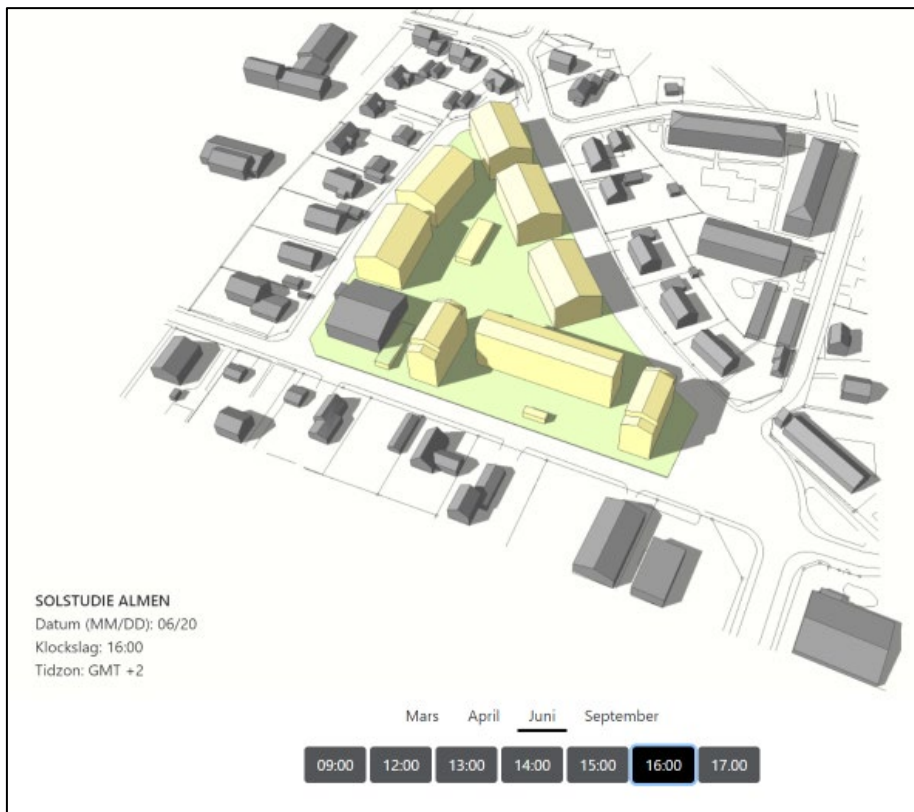 SOLSTUDIE ALMEN
Datum (MM/DD): 06/20
Klockslag: 16:00
Tidzon: GMT +2
Mars April Juni September
09:00 12:00 13:00 14:00 15:00 16:00 17.00